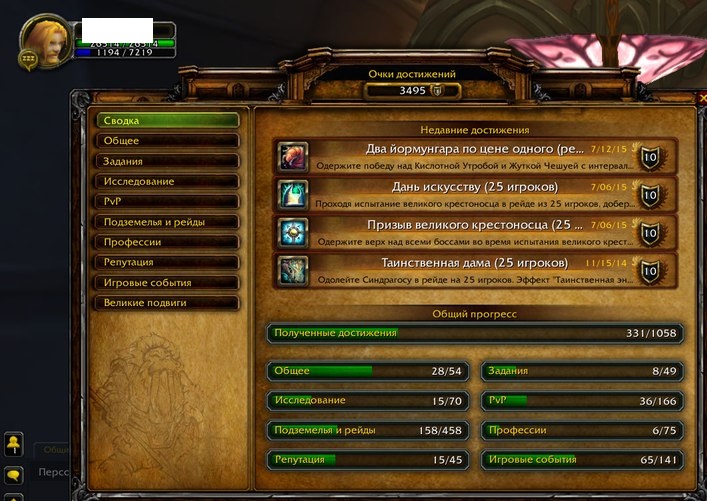 26514 / 26514
1194 / 7219
zzz
Очки достижений
3495
Сводка
Общее
Задания
Исследование
PvP
Подземелья и рейды
Профессии
Репутация
Игровые события
Великие подвиги
Недавние достижения
Два йормунгара по цене одного (ре... 7/12/15 10
Одержите победу над Кислотной Утробой и Жуткой Чешуей с интервал...
Дань искусству (25 игроков) 7/06/15 10
Проходя испытание великого крестоносца в рейде из 25 игроков, добер...
Призыв великого крестоносца (25 ... 7/06/15 10
Одержите верх над всеми боссами во время испытания великого крест...
Таинственная дама (25 игроков) 11/15/14 10
Одолейте Синдрагосу в рейде на 25 игроков. Эффект "Таинственная эн...
Общий прогресс
Полученные достижения 331/1058
Общее 28/54
Задания 8/49
Исследование 15/70
PvP 36/166
Подземелья и рейды 158/458
Профессии 6/75
Репутация 15/45
Игровые события 65/141